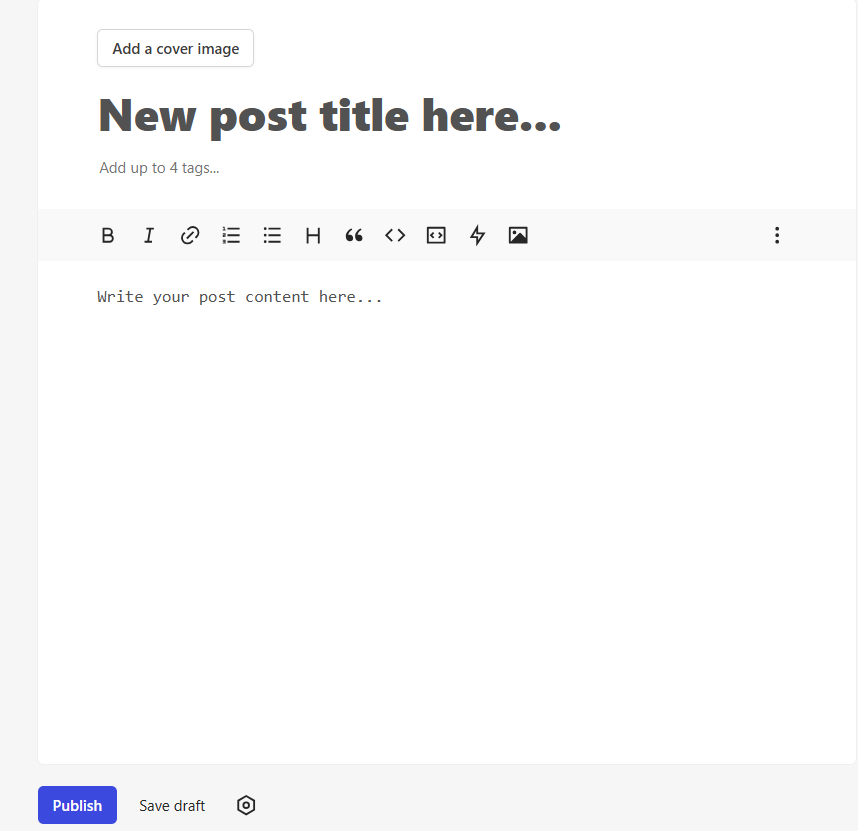 Add a cover image
New post title here...
Add up to 4 tags...
B I H
Write your post content here...
Publish Save draft